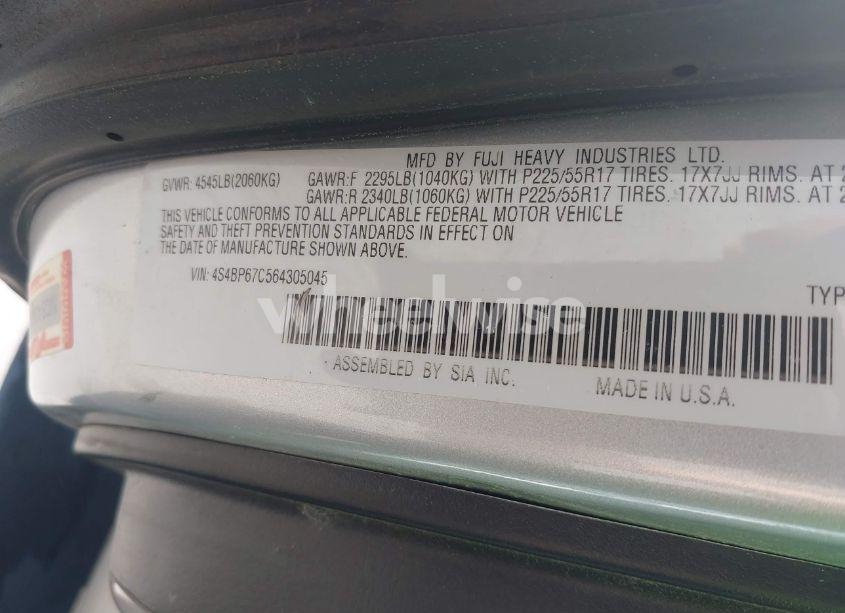 MFD BY FUJI HEAVY INDUSTRIES LTD.
GVWR: 4545LB(2060KG) GAWR:F 2295LB(1040KG) WITH P225/55R17 TIRES. 17X7JJ RIMS. AT 2
GAWR:R 2340LB(1060KG) WITH P225/55R17 TIRES. 17X7JJ RIMS. AT 2
THIS VEHICLE CONFORMS TO ALL APPLICABLE FEDERAL MOTOR VEHICLE
SAFETY AND THEFT PREVENTION STANDARDS IN EFFECT ON
THE DATE OF MANUFACTURE SHOWN ABOVE.
VIN: 4S4BP67C564305045
TYP
wheelwise
ASSEMBLED BY SIA INC.
MADE IN U.S.A.